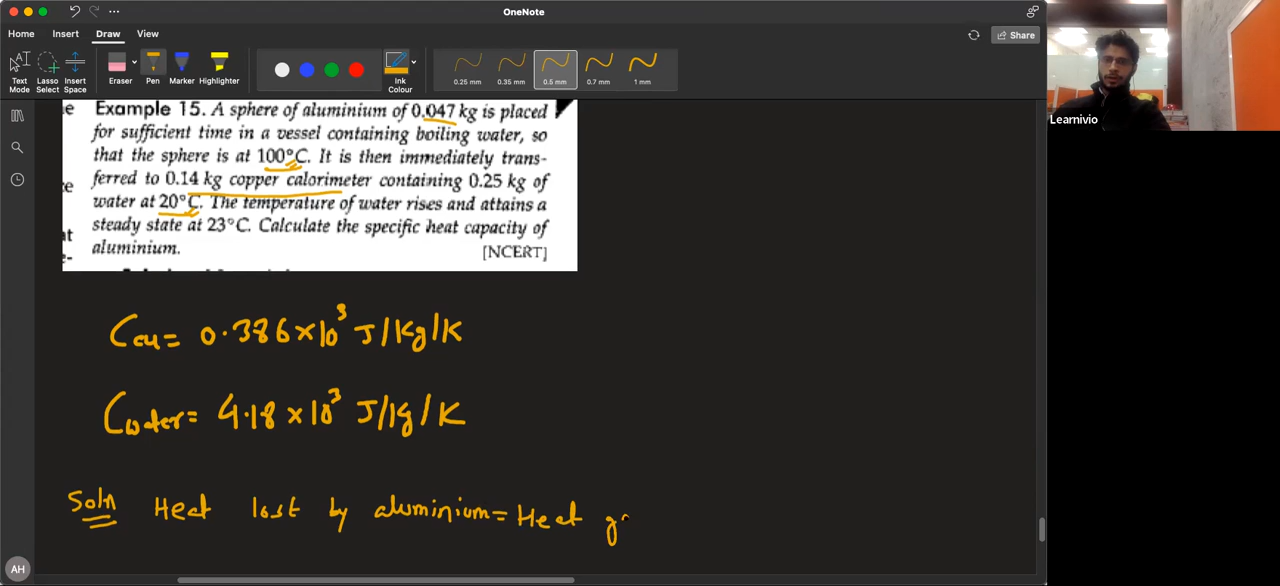 OneNote
Home Insert Draw View
Share
Text Mode
Lasso Select
Insert Space
Eraser
Pen
Marker
Highlighter
Ink Colour
0.25 mm
0.35 mm
0.5 mm
0.7 mm
1 mm
Learnivio
Example 15. A sphere of aluminium of 0.047 kg is placed
for sufficient time in a vessel containing boiling water, so
that the sphere is at 100°C. It is then immediately trans-
ferred to 0.14 kg copper calorimeter containing 0.25 kg of
water at 20°C. The temperature of water rises and attains a
steady state at 23°C. Calculate the specific heat capacity of
aluminium. [NCERT]
Ccu= 0.386×10³ J/Kg/K
Cwater= 4.18×10³ J/Kg/K
Soln Heat lost by aluminium = Heat g
AH